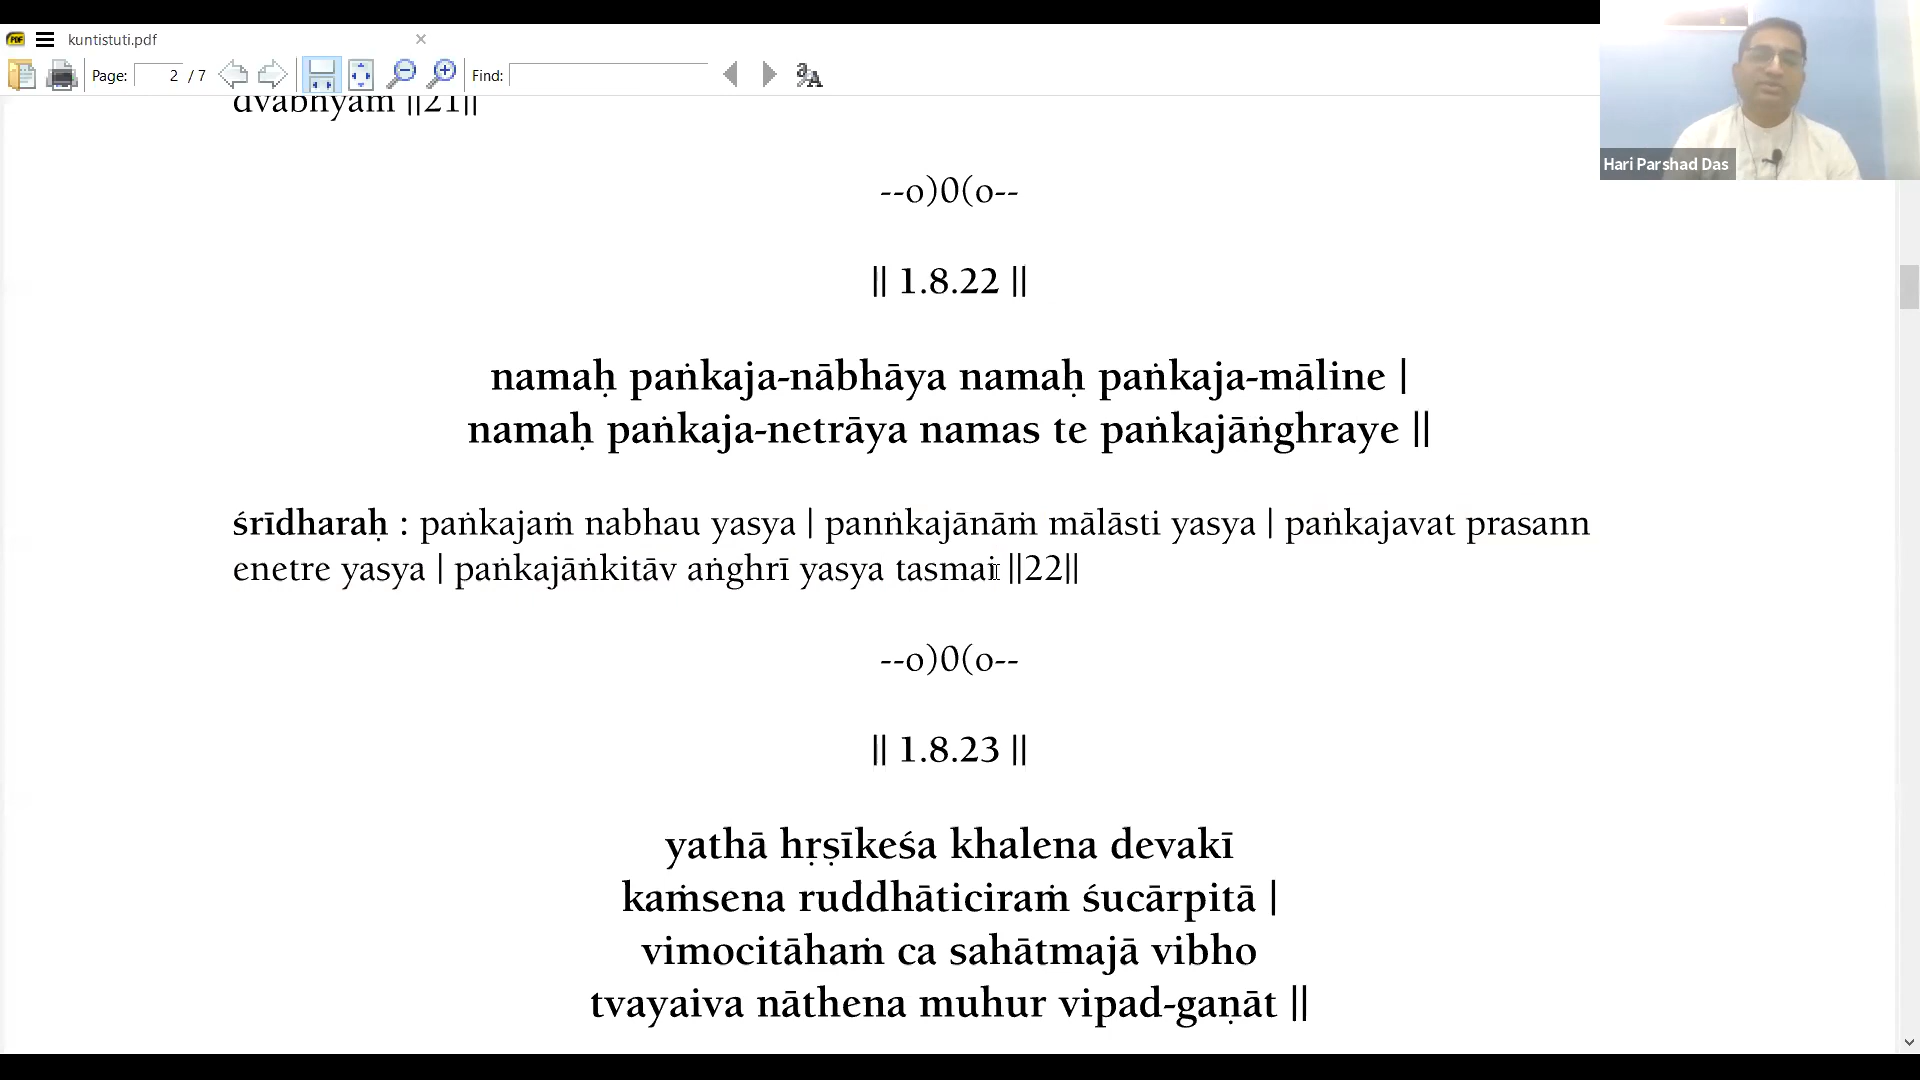 kuntistuti.pdf
Page: 2 / 7 Find:
Hari Parshad Das
dvābhyām ||21||
--o)0(o--
|| 1.8.22 ||
namaḥ paṅkaja-nābhāya namaḥ paṅkaja-māline |
namaḥ paṅkaja-netrāya namas te paṅkajāṅghraye ||
śrīdharaḥ : paṅkajaṁ nabhau yasya | panṅkajānāṁ mālāsti yasya | paṅkajavat prasann
enetre yasya | paṅkajāṅkitāv aṅghrī yasya tasmai ||22||
--o)0(o--
|| 1.8.23 ||
yathā hṛṣīkeśa khalena devakī
kaṁsena ruddhāticiraṁ śucārpitā |
vimocitāhaṁ ca sahātmajā vibho
tvayaiva nāthena muhur vipad-gaṇāt ||